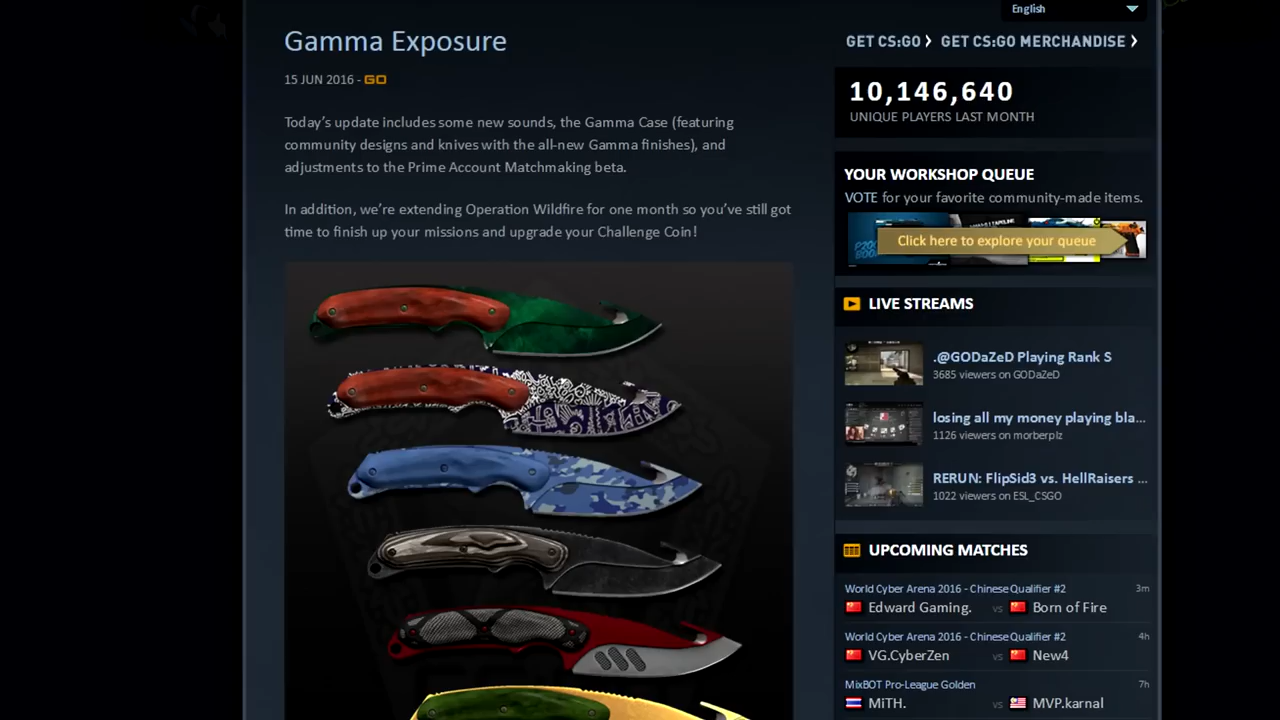 English
Gamma Exposure
15 JUN 2016 - GO
Today's update includes some new sounds, the Gamma Case (featuring
community designs and knives with the all-new Gamma finishes), and
adjustments to the Prime Account Matchmaking beta.
In addition, we're extending Operation Wildfire for one month so you've still got
time to finish up your missions and upgrade your Challenge Coin!
GET CS:GO GET CS:GO MERCHANDISE
10,146,640
UNIQUE PLAYERS LAST MONTH
YOUR WORKSHOP QUEUE
VOTE for your favorite community-made items.
Click here to explore your queue
LIVE STREAMS
.@GODaZeD Playing Rank S
3685 viewers on GODaZeD
losing all my money playing bla...
1126 viewers on morberplz
RERUN: FlipSid3 vs. HellRaisers ...
1022 viewers on ESL_CSGO
UPCOMING MATCHES
World Cyber Arena 2016 - Chinese Qualifier #2 3m
Edward Gaming. vs Born of Fire
World Cyber Arena 2016 - Chinese Qualifier #2 4h
VG.CyberZen vs New4
MixBOT Pro-League Golden 7h
MiTH. vs MVP.karnal